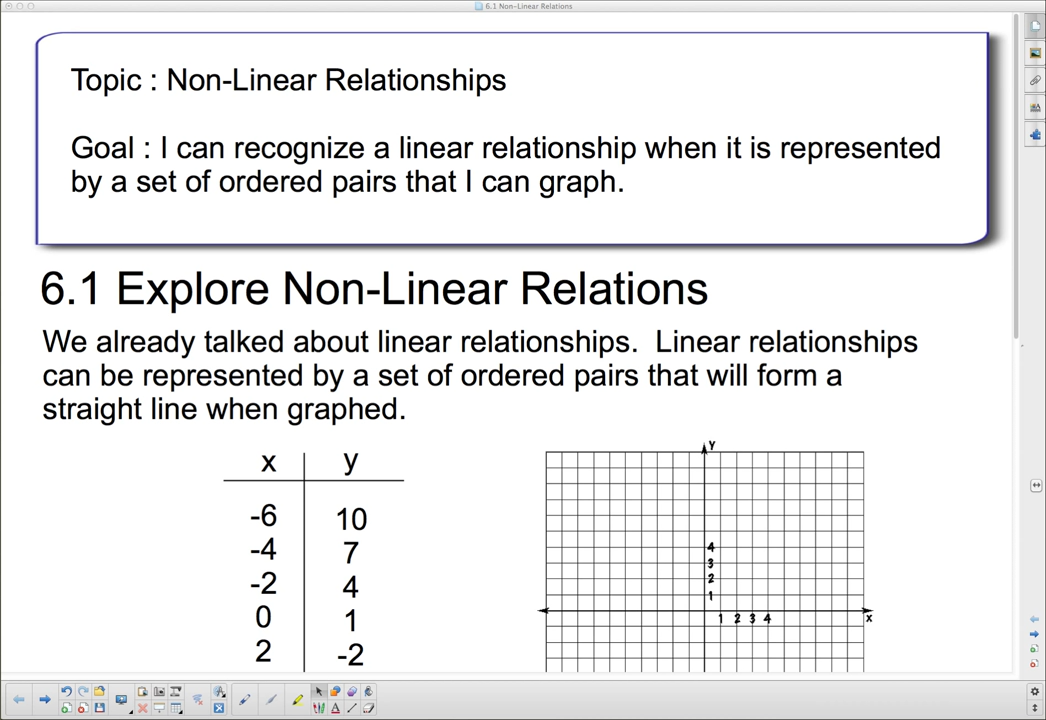 6.1 Non-Linear Relations
Topic : Non-Linear Relationships
Goal : I can recognize a linear relationship when it is represented
by a set of ordered pairs that I can graph.
6.1 Explore Non-Linear Relations
We already talked about linear relationships.  Linear relationships
can be represented by a set of ordered pairs that will form a
straight line when graphed.
x y
-6 10
-4 7
-2 4
0 1
2 -2
Y
4
3
2
1
1 2 3 4 x